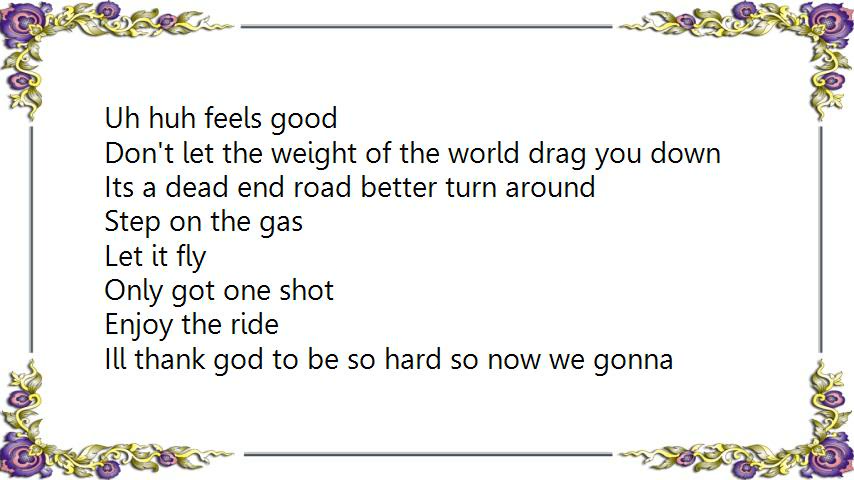 Uh huh feels good
Don't let the weight of the world drag you down
Its a dead end road better turn around
Step on the gas
Let it fly
Only got one shot
Enjoy the ride
Ill thank god to be so hard so now we gonna